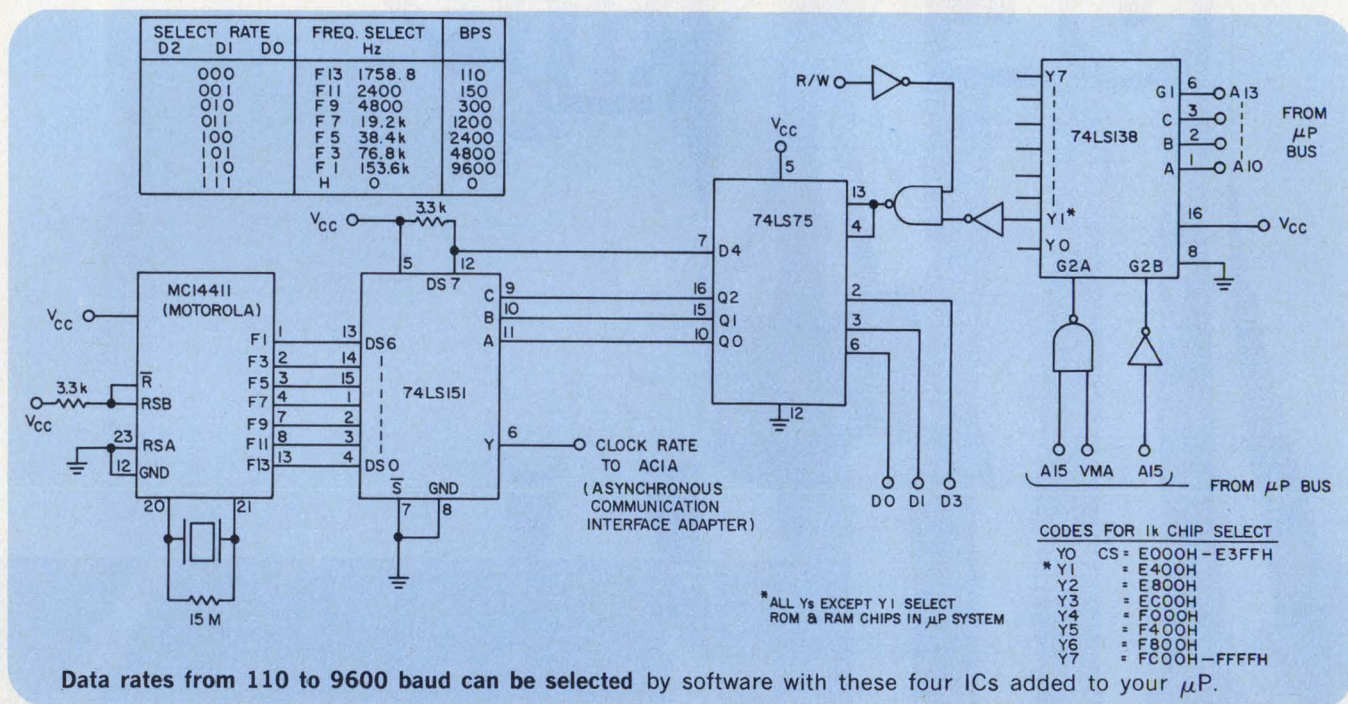 SELECT RATE FREQ. SELECT BPS
D2 D1 D0 Hz
000 F13 1758.8 110
001 F11 2400 150
010 F9 4800 300
011 F7 19.2k 1200
100 F5 38.4k 2400
101 F3 76.8k 4800
110 F1 153.6k 9600
111 H 0 0
R/W
VCC
5
13
4
74LS75
7 D4
16 Q2
15 Q1
10 Q0
2
3
6
12
D0 D1 D3
Y7
Y1*
Y0
74LS138
G1 6 A13
C 3
B 2
A 1 A10
FROM
μP
BUS
16 VCC
8
G2A G2B
A15 VMA A15
FROM μP BUS
VCC 3.3k
5 12
DS7
C 9
B 10
A 11
13 DS6
14
15
74LS151
1
2
3
4 DS0
Y 6
S GND
7 8
CLOCK RATE
TO ACIA
(ASYNCHRONOUS
COMMUNICATION
INTERFACE ADAPTER)
MC14411
(MOTOROLA)
VCC
F1 1
F3 2
F5 3
F7 4
F9 7
F11 8
F13 13
3.3k
VCC
R
RSB
23 RSA
12 GND
20 21
15 M
*ALL Ys EXCEPT Y1 SELECT
ROM & RAM CHIPS IN μP SYSTEM
CODES FOR 1k CHIP SELECT
Y0 CS = E000H-E3FFH
*Y1 = E400H
Y2 = E800H
Y3 = EC00H
Y4 = F000H
Y5 = F400H
Y6 = F800H
Y7 = FC00H-FFFFH
Data rates from 110 to 9600 baud can be selected by software with these four ICs added to your μP.